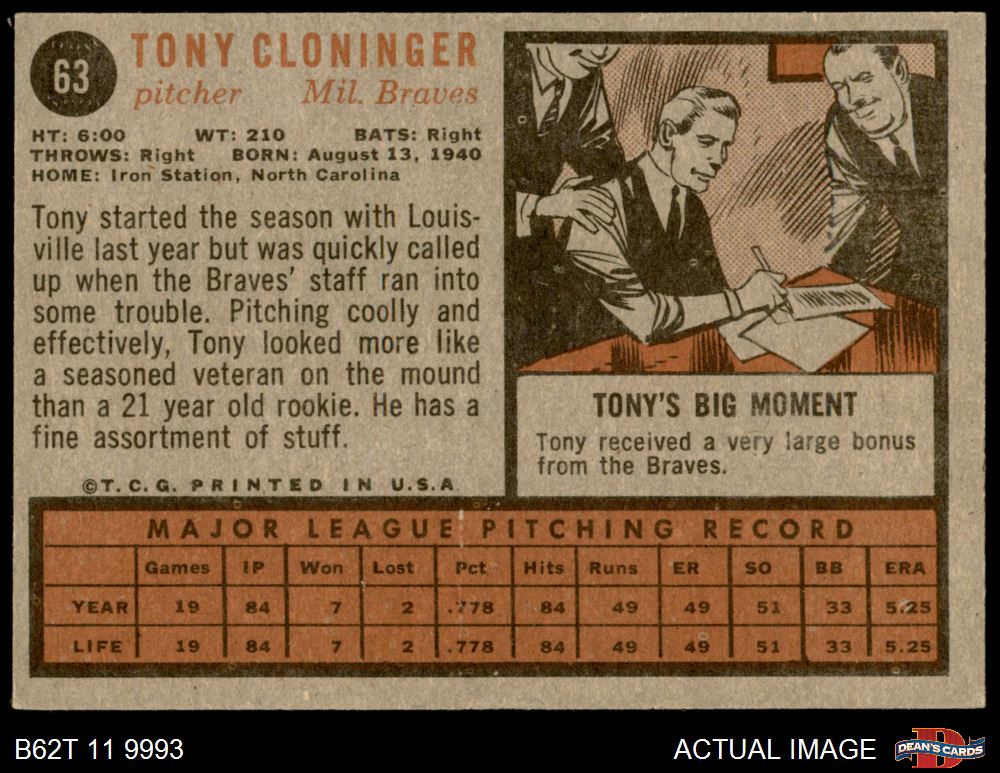 63
TONY CLONINGER
pitcher Mil. Braves
HT: 6:00 WT: 210 BATS: Right
THROWS: Right BORN: August 13, 1940
HOME: Iron Station, North Carolina
Tony started the season with Louis-
ville last year but was quickly called
up when the Braves' staff ran into
some trouble. Pitching coolly and
effectively, Tony looked more like
a seasoned veteran on the mound
than a 21 year old rookie. He has a
fine assortment of stuff.
©T.C.G. PRINTED IN U.S.A.
TONY'S BIG MOMENT
Tony received a very large bonus
from the Braves.
MAJOR LEAGUE PITCHING RECORD
Games IP Won Lost Pct Hits Runs ER SO BB ERA
YEAR 19 84 7 2 .778 84 49 49 51 33 5.25
LIFE 19 84 7 2 .778 84 49 49 51 33 5.25
B62T 11 9993
ACTUAL IMAGE
D
DEAN'S CARDS